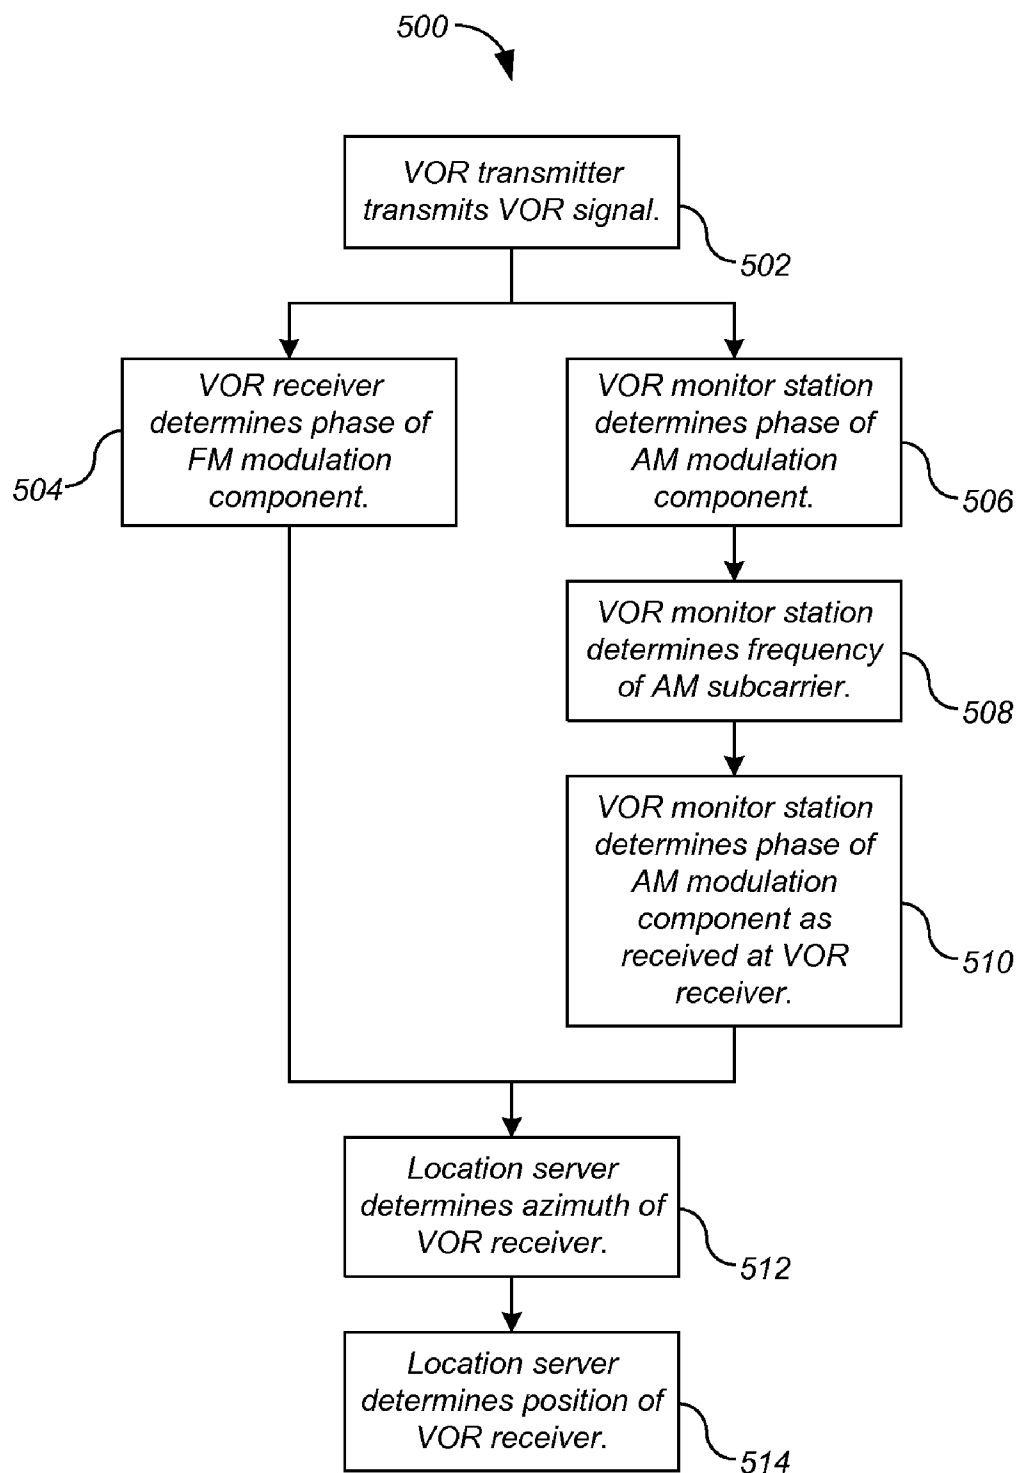 500
VOR transmitter
transmits VOR signal.
502
VOR receiver
determines phase of
FM modulation
component.
504
VOR monitor station
determines phase of
AM modulation
component.
506
VOR monitor station
determines frequency
of AM subcarrier.
508
VOR monitor station
determines phase of
AM modulation
component as
received at VOR
receiver.
510
Location server
determines azimuth of
VOR receiver.
512
Location server
determines position of
VOR receiver.
514